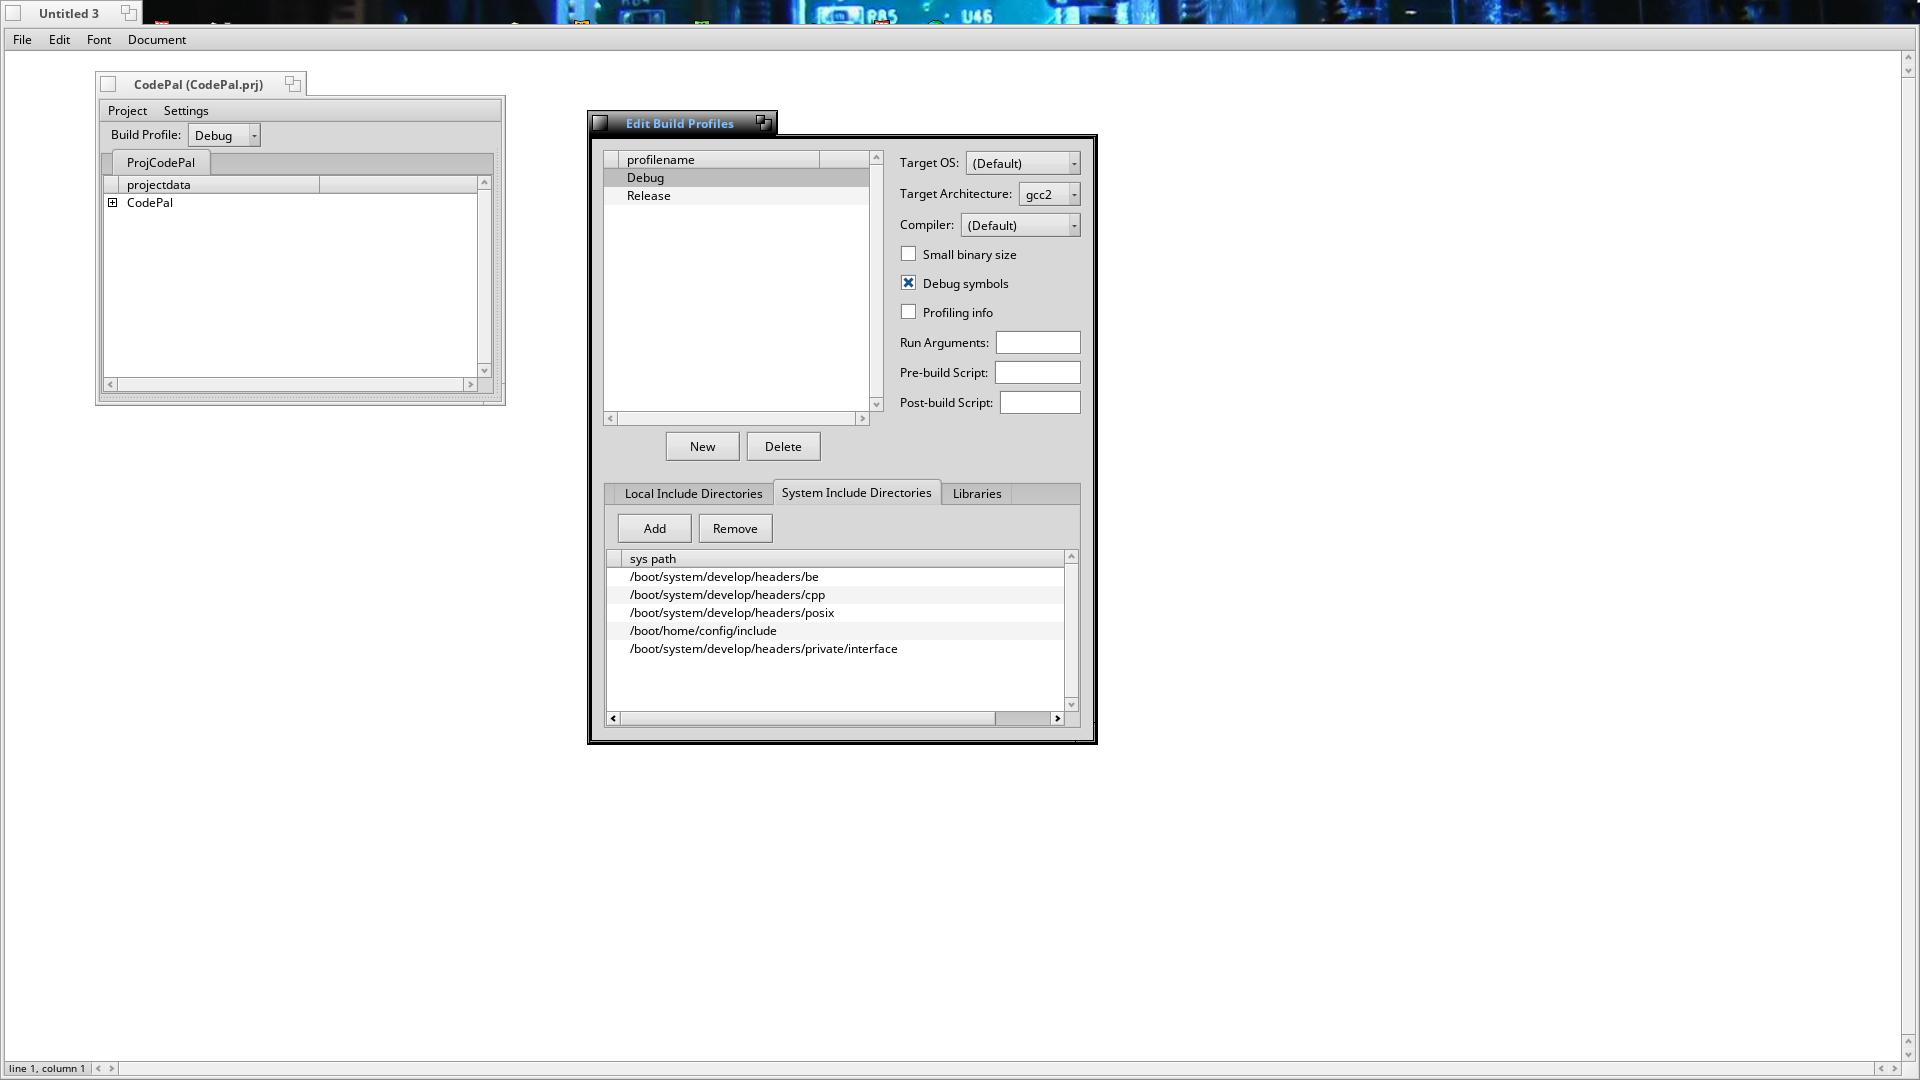 Untitled 3
R85
U46
File Edit Font Document
CodePal (CodePal.prj)
Project Settings
Build Profile: Debug
ProjCodePal
projectdata
CodePal
Edit Build Profiles
profilename
Debug
Release
New Delete
Target OS: (Default)
Target Architecture: gcc2
Compiler: (Default)
Small binary size
Debug symbols
Profiling info
Run Arguments:
Pre-build Script:
Post-build Script:
Local Include Directories System Include Directories Libraries
Add Remove
sys path
/boot/system/develop/headers/be
/boot/system/develop/headers/cpp
/boot/system/develop/headers/posix
/boot/home/config/include
/boot/system/develop/headers/private/interface
line 1, column 1